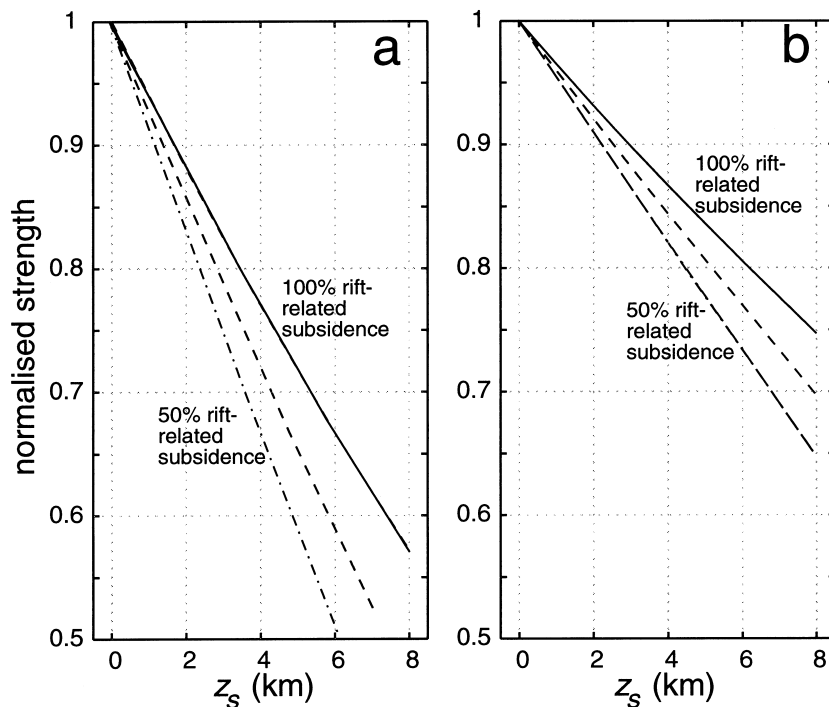 a
1
0.9
0.8
0.7
0.6
0.5
normalised strength
100% rift-
related
subsidence
50% rift-
related
subsidence
0
2
4
6
8
z_s (km)
b
1
0.9
0.8
0.7
0.6
0.5
100% rift-
related
subsidence
50% rift-
related
subsidence
0
2
4
6
8
z_s (km)